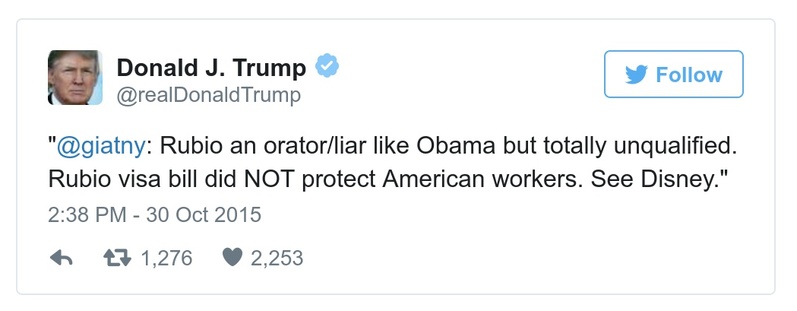 Donald J. Trump
@realDonaldTrump
Follow
"@giatny: Rubio an orator/liar like Obama but totally unqualified.
Rubio visa bill did NOT protect American workers. See Disney."
2:38 PM - 30 Oct 2015
1,276 2,253